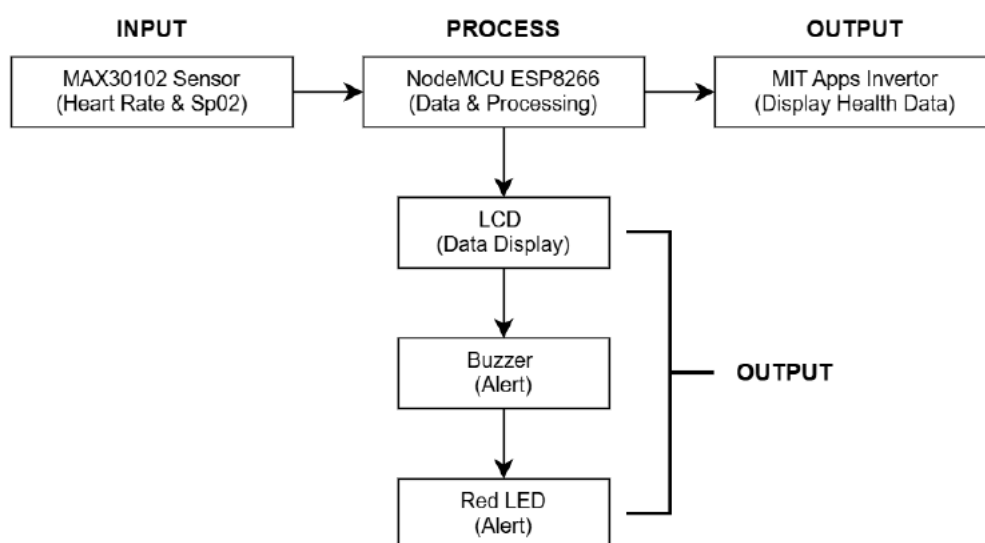 INPUT
PROCESS
OUTPUT
MAX30102 Sensor
(Heart Rate & Sp02)
NodeMCU ESP8266
(Data & Processing)
MIT Apps Invertor
(Display Health Data)
LCD
(Data Display)
Buzzer
(Alert)
OUTPUT
Red LED
(Alert)